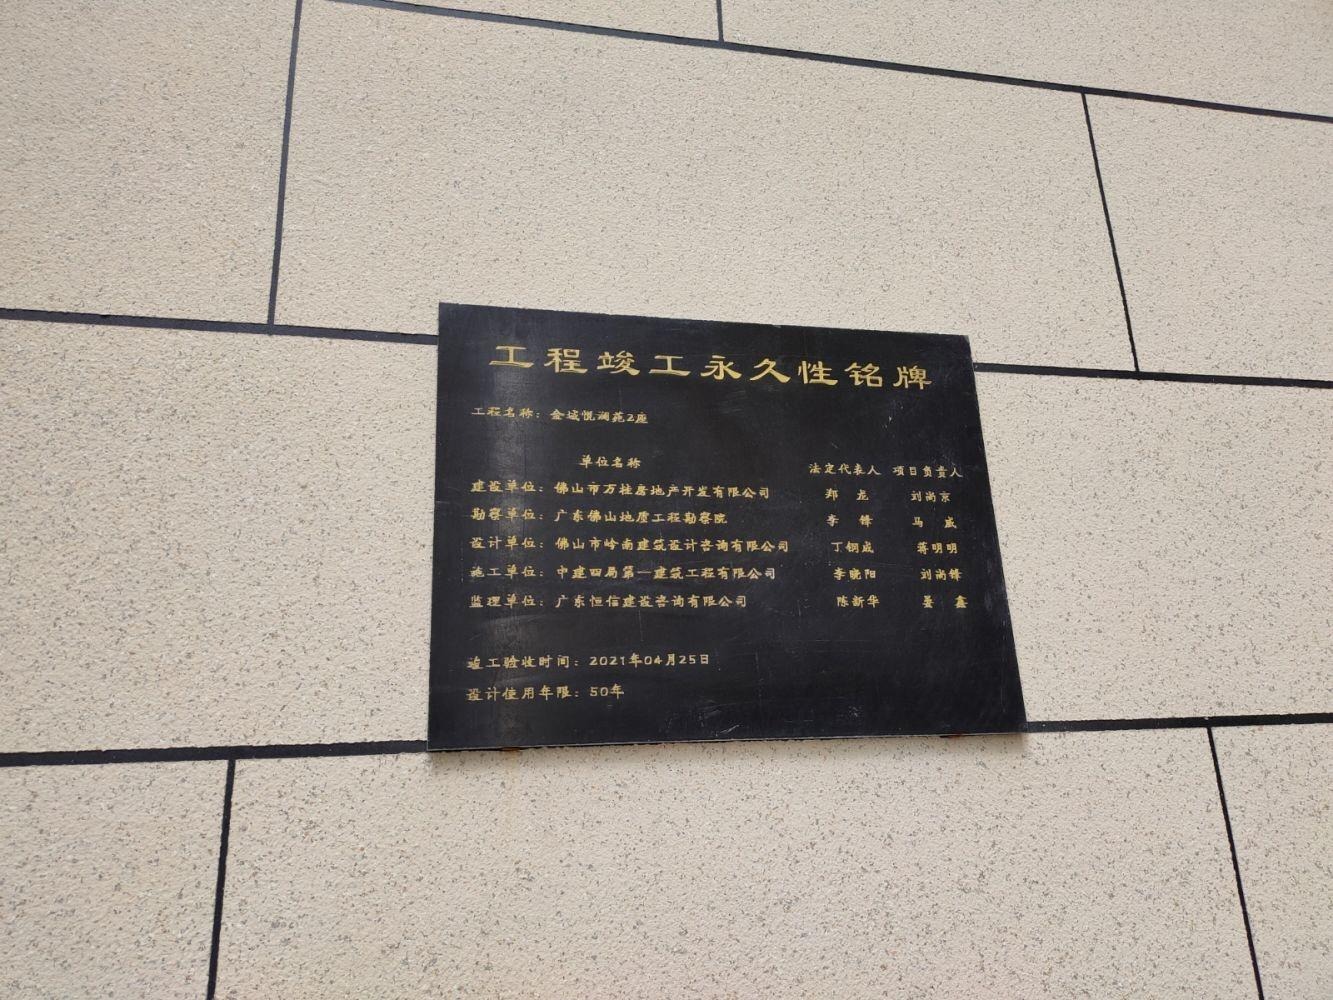 工程竣工永久性铭牌
工程名称：金域悦澜苑2座
单位名称 法定代表人 项目负责人
建设单位：佛山市万桂房地产开发有限公司 郑龙 刘尚京
勘察单位：广东佛山地质工程勘察院 李锋 马威
设计单位：佛山市岭南建筑设计咨询有限公司 丁钢成 蒋明明
施工单位：中建四局第一建筑工程有限公司 李晓阳 刘尚锋
监理单位：广东恒信建设咨询有限公司 陈新华 晏鑫
竣工验收时间：2021年04月25日
设计使用年限：50年